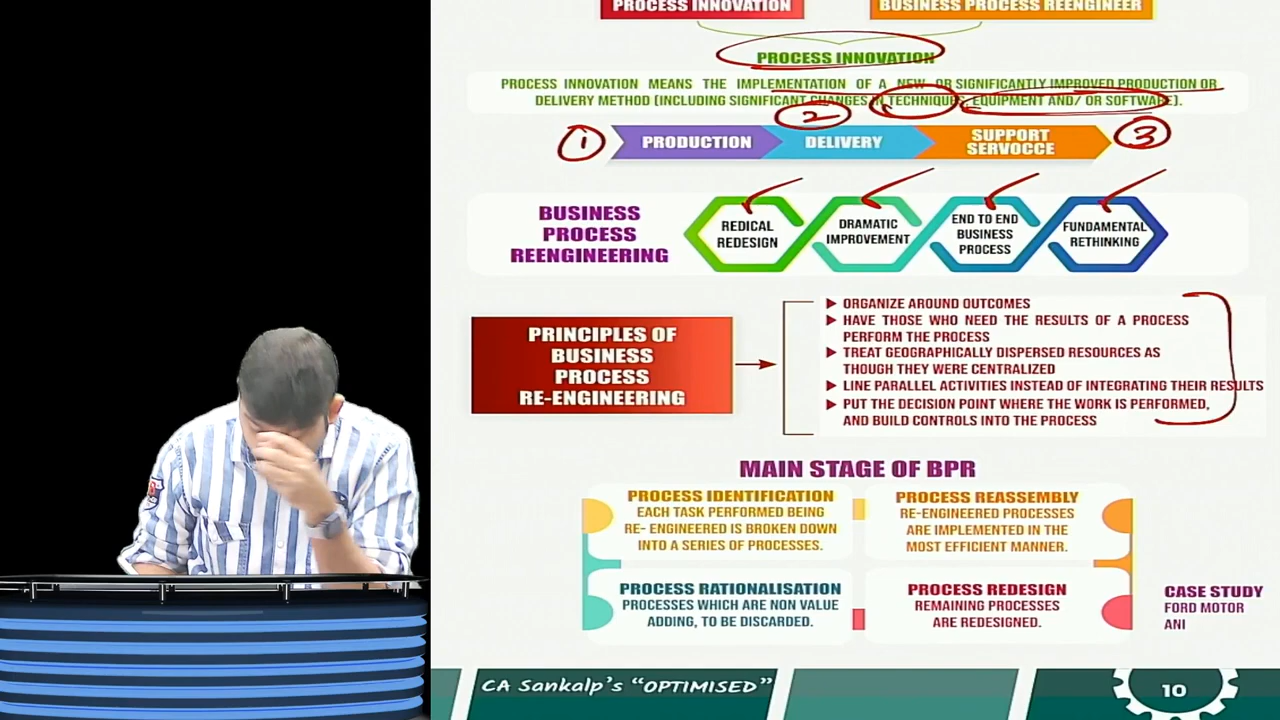 PROCESS INNOVATION
BUSINESS PROCESS REENGINEER
PROCESS INNOVATION
PROCESS INNOVATION MEANS THE IMPLEMENTATION OF A NEW OR SIGNIFICANTLY IMPROVED PRODUCTION OR
DELIVERY METHOD (INCLUDING SIGNIFICANT CHANGES IN TECHNIQUES, EQUIPMENT AND/ OR SOFTWARE).
1
2
3
PRODUCTION
DELIVERY
SUPPORT
SERVOCCE
BUSINESS
PROCESS
REENGINEERING
REDICAL
REDESIGN
DRAMATIC
IMPROVEMENT
END TO END
BUSINESS
PROCESS
FUNDAMENTAL
RETHINKING
PRINCIPLES OF
BUSINESS
PROCESS
RE-ENGINEERING
ORGANIZE AROUND OUTCOMES
HAVE THOSE WHO NEED THE RESULTS OF A PROCESS
PERFORM THE PROCESS
TREAT GEOGRAPHICALLY DISPERSED RESOURCES AS
THOUGH THEY WERE CENTRALIZED
LINE PARALLEL ACTIVITIES INSTEAD OF INTEGRATING THEIR RESULTS
PUT THE DECISION POINT WHERE THE WORK IS PERFORMED,
AND BUILD CONTROLS INTO THE PROCESS
MAIN STAGE OF BPR
PROCESS IDENTIFICATION
EACH TASK PERFORMED BEING
RE- ENGINEERED IS BROKEN DOWN
INTO A SERIES OF PROCESSES.
PROCESS REASSEMBLY
RE-ENGINEERED PROCESSES
ARE IMPLEMENTED IN THE
MOST EFFICIENT MANNER.
PROCESS RATIONALISATION
PROCESSES WHICH ARE NON VALUE
ADDING, TO BE DISCARDED.
PROCESS REDESIGN
REMAINING PROCESSES
ARE REDESIGNED.
CASE STUDY
FORD MOTOR
ANI
CA Sankalp's "OPTIMISED"
10